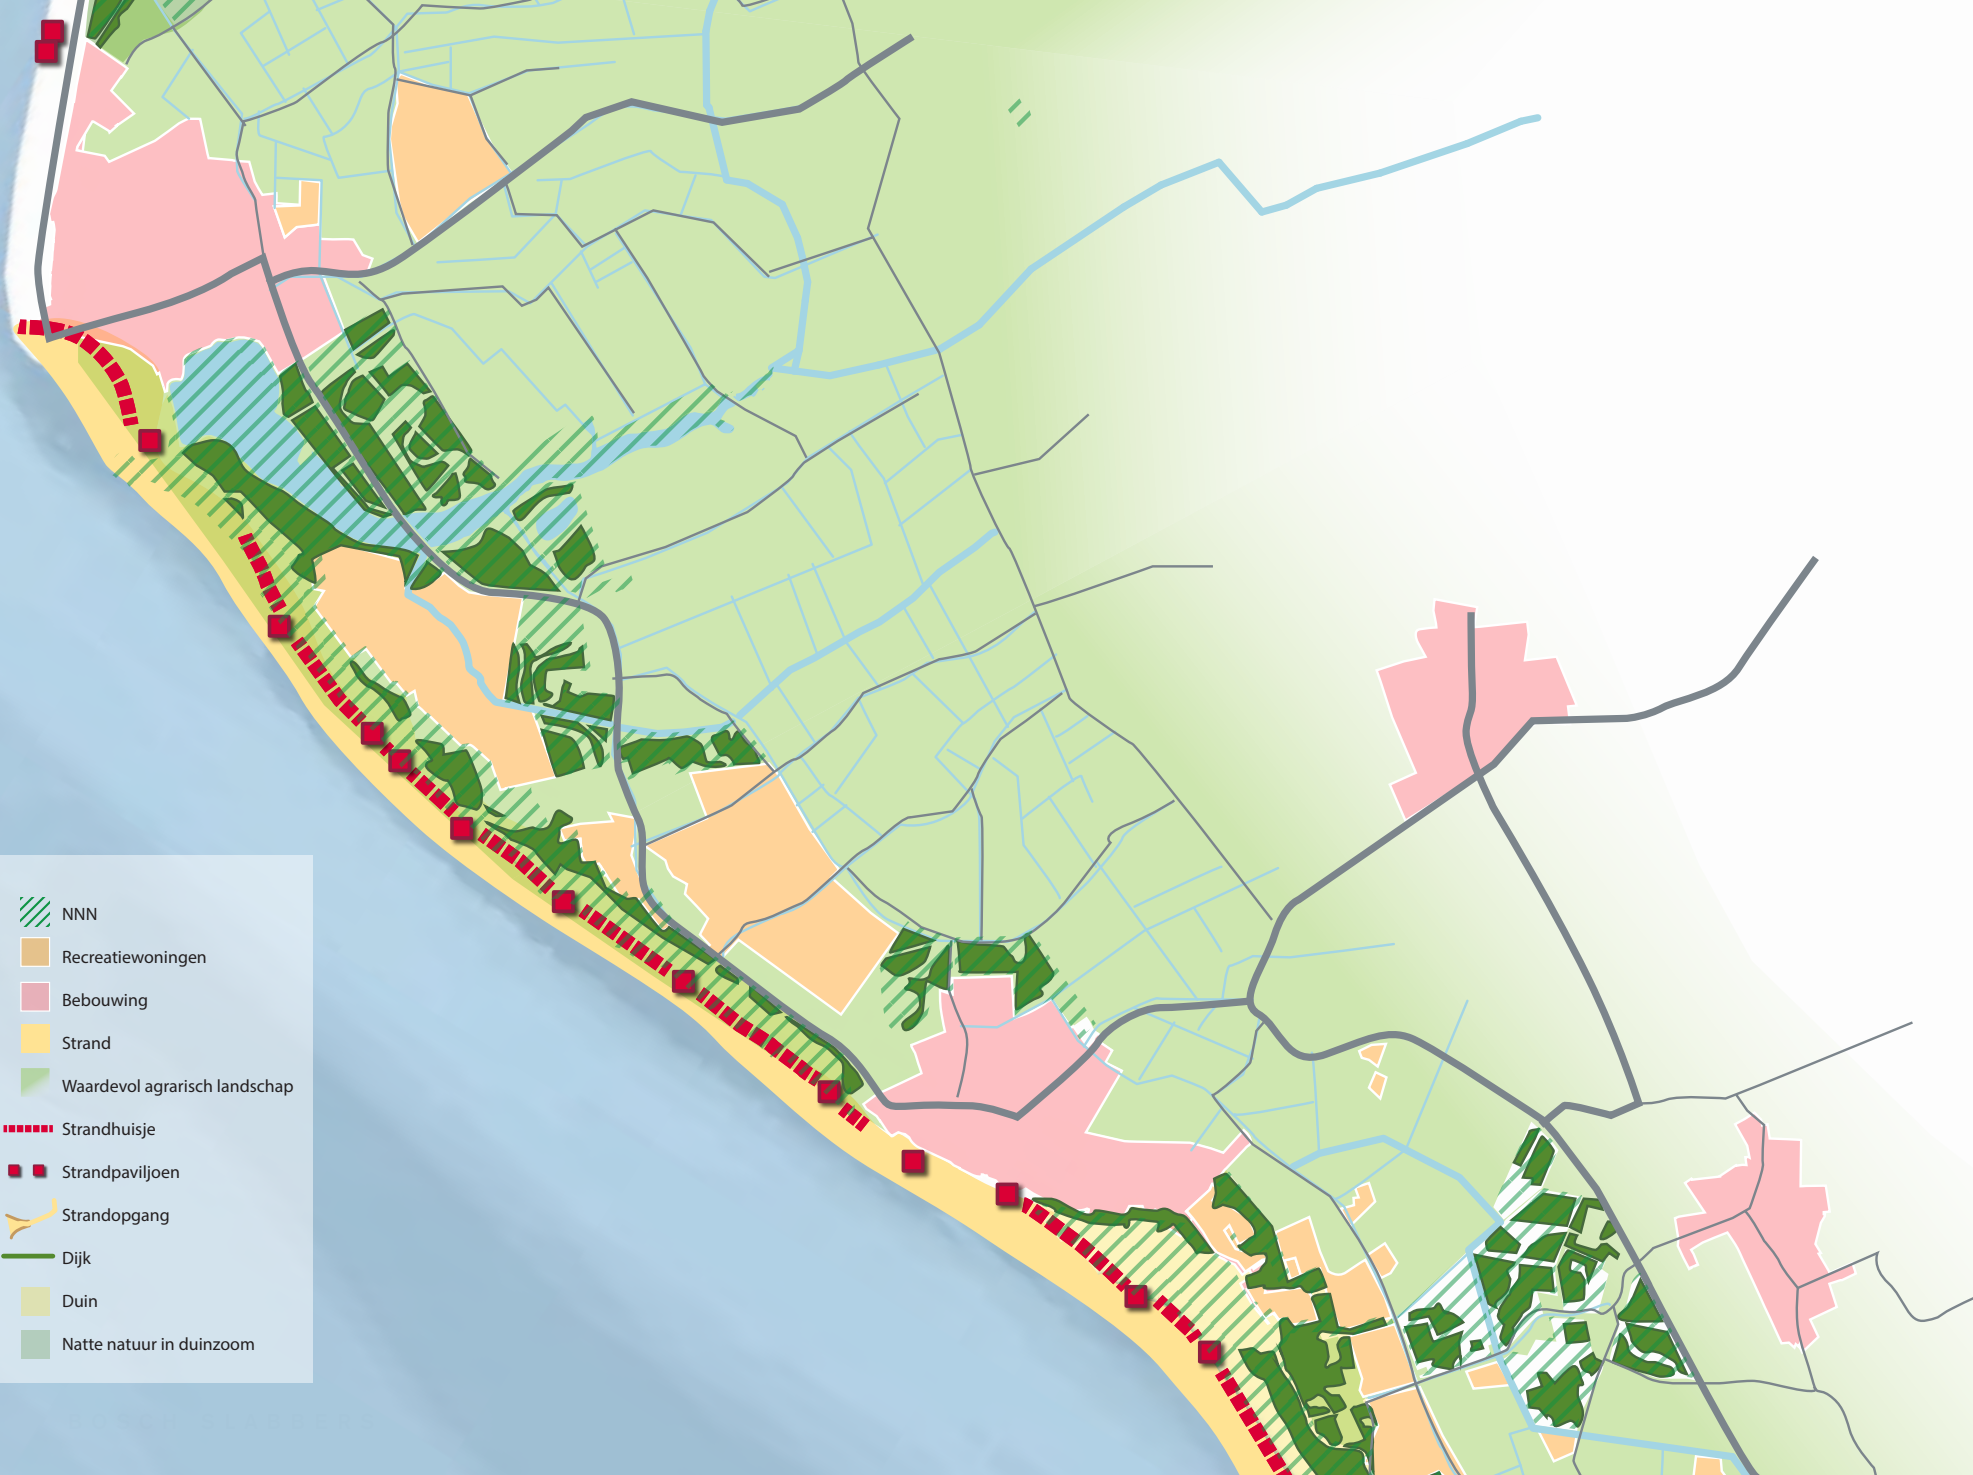 NNN
Recreatiewoningen
Bebouwing
Strand
Waardevol agrarisch landschap
Strandhuisje
Strandpaviljoen
Strandopgang
Dijk
Duin
Natte natuur in duinzoom